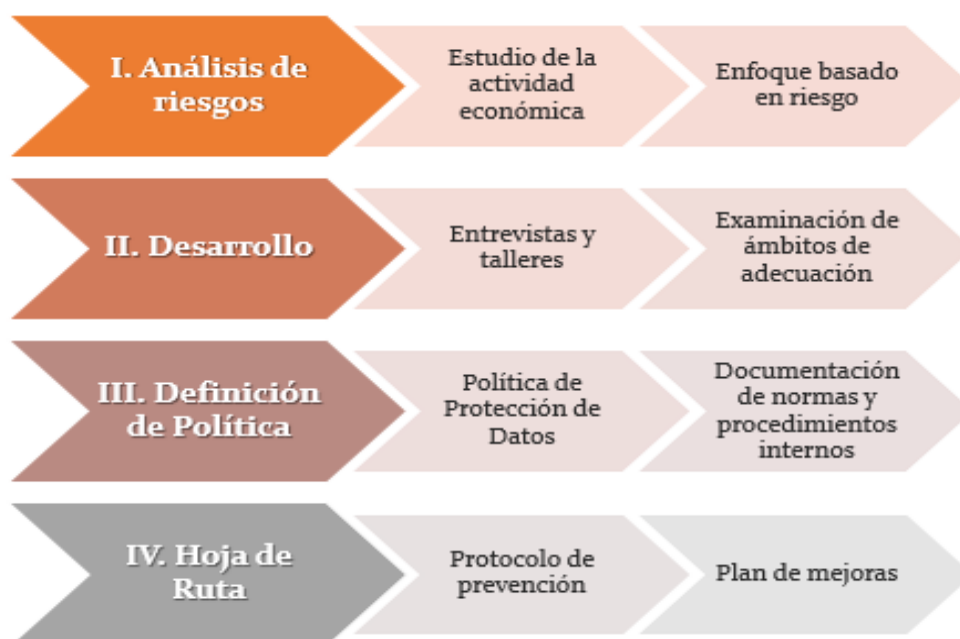 I. Análisis de
riesgos
Estudio de la
actividad
económica
Enfoque basado
en riesgo
II. Desarrollo
Entrevistas y
talleres
Examinación de
ámbitos de
adecuación
III. Definición
de Política
Política de
Protección de
Datos
Documentación
de normas y
procedimientos
internos
IV. Hoja de
Ruta
Protocolo de
prevención
Plan de mejoras